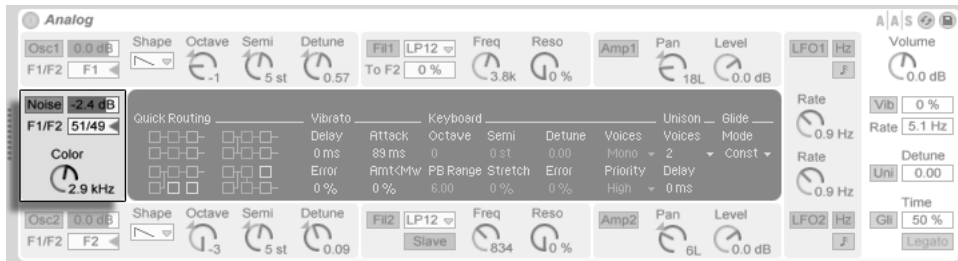 Analog
A|A|S
Osc1 0.0 dB Shape Octave Semi Detune Fil1 LP12 Freq Reso Amp1 Pan Level LFO1 Hz Volume
F1/F2 F1 -1 5 st 0.57 To F2 0 % 3.8k 0 % 18L 0.0 dB 0.0 dB
Noise -2.4 dB Quick Routing Vibrato Keyboard Unison Glide Rate Vib 0 %
F1/F2 51/49 Delay Attack Octave Semi Detune Voices Voices Mode 0.9 Hz Rate 5.1 Hz
0 ms 89 ms 0 0 st 0.00 Mono 2 Const
Color Error Amt<Mw PB Range Stretch Error Priority Delay Rate Detune
2.9 kHz 0 % 0 % 6.00 0 % 0 % High 0 ms 0.9 Hz Uni 0.00
Osc2 0.0 dB Shape Octave Semi Detune Fil2 LP12 Freq Reso Amp2 Pan Level LFO2 Hz Time
Gli 50 %
F1/F2 F2 -3 5 st 0.09 Slave 834 0 % 6L 0.0 dB Legato